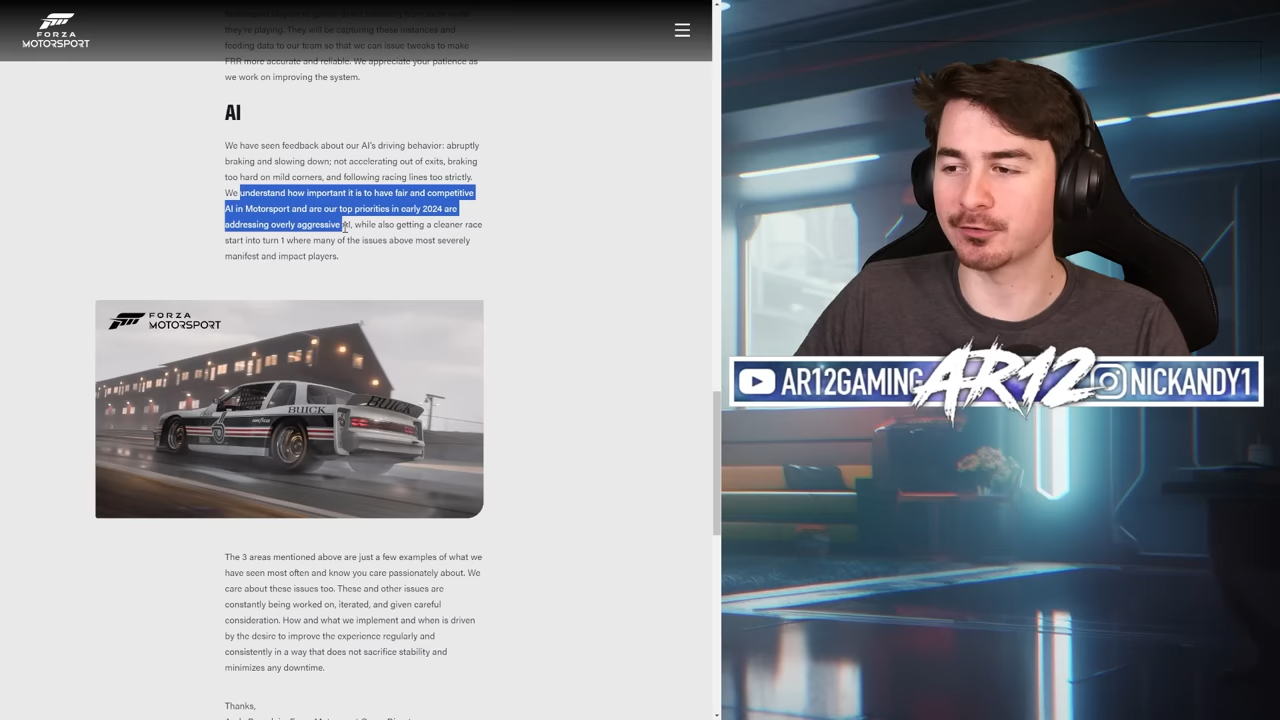 FORZA
MOTORSPORT
they're playing. They will be capturing these instances and
feeding data to our team so that we can issue tweaks to make
FRR more accurate and reliable. We appreciate your patience as
we work on improving the system.
AI
We have seen feedback about our AI's driving behavior: abruptly
braking and slowing down; not accelerating out of exits, braking
too hard on mild corners, and following racing lines too strictly.
We understand how important it is to have fair and competitive
AI in Motorsport and are our top priorities in early 2024 are
addressing overly aggressive AI, while also getting a cleaner race
start into turn 1 where many of the issues above most severely
manifest and impact players.
FORZA
MOTORSPORT
BUICK
BUICK
6
The 3 areas mentioned above are just a few examples of what we
have seen most often and know you care passionately about. We
care about these issues too. These and other issues are
constantly being worked on, iterated, and given careful
consideration. How and what we implement and when is driven
by the desire to improve the experience regularly and
consistently in a way that does not sacrifice stability and
minimizes any downtime.
Thanks,
AR12GAMING AR12 NICKANDY1